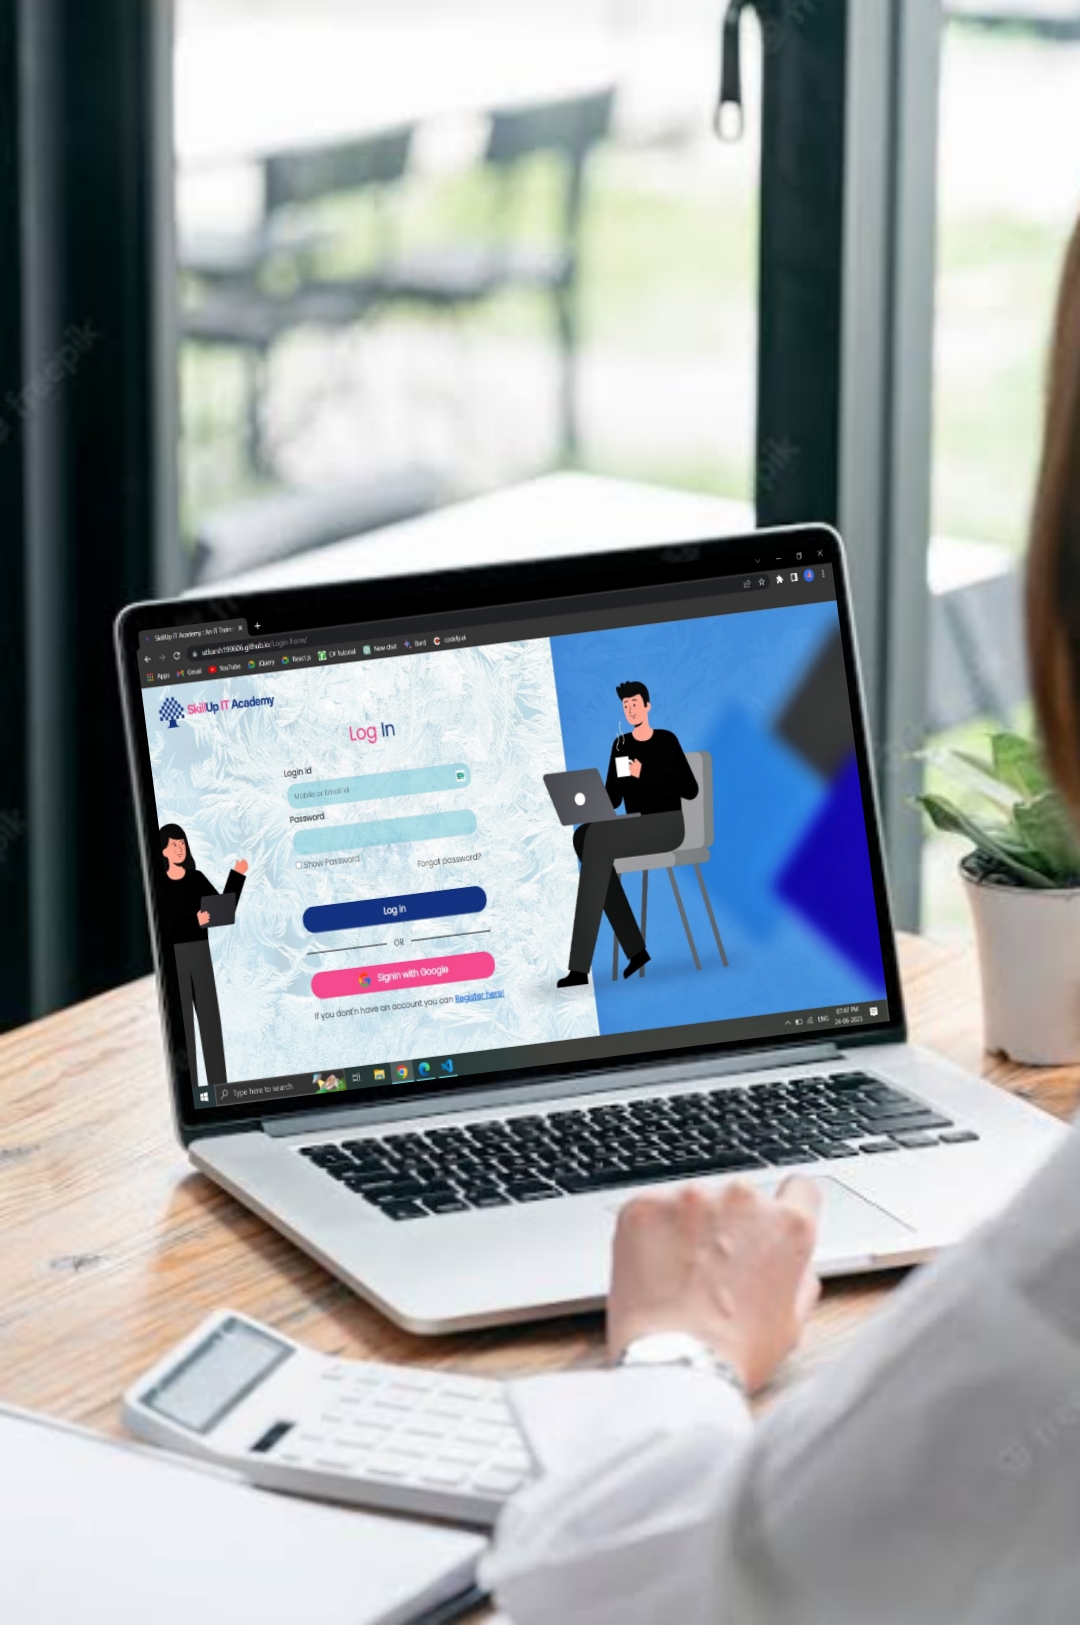 SkillUp IT Academy : An IT Train
utkarsh199606.github.io/Login-Form/
Apps Gmail YouTube jQuery React js C# Tutorial New chat Bard codefyai
SkillUp IT Academy
Log In
Login Id
Mobile or Email id
Password
Show Password Forgot password?
Log in
OR
Signin with Google
If you dont'n have an account you can Register here!
Type here to search
ENG
07:47 PM
24-06-2023
freepik